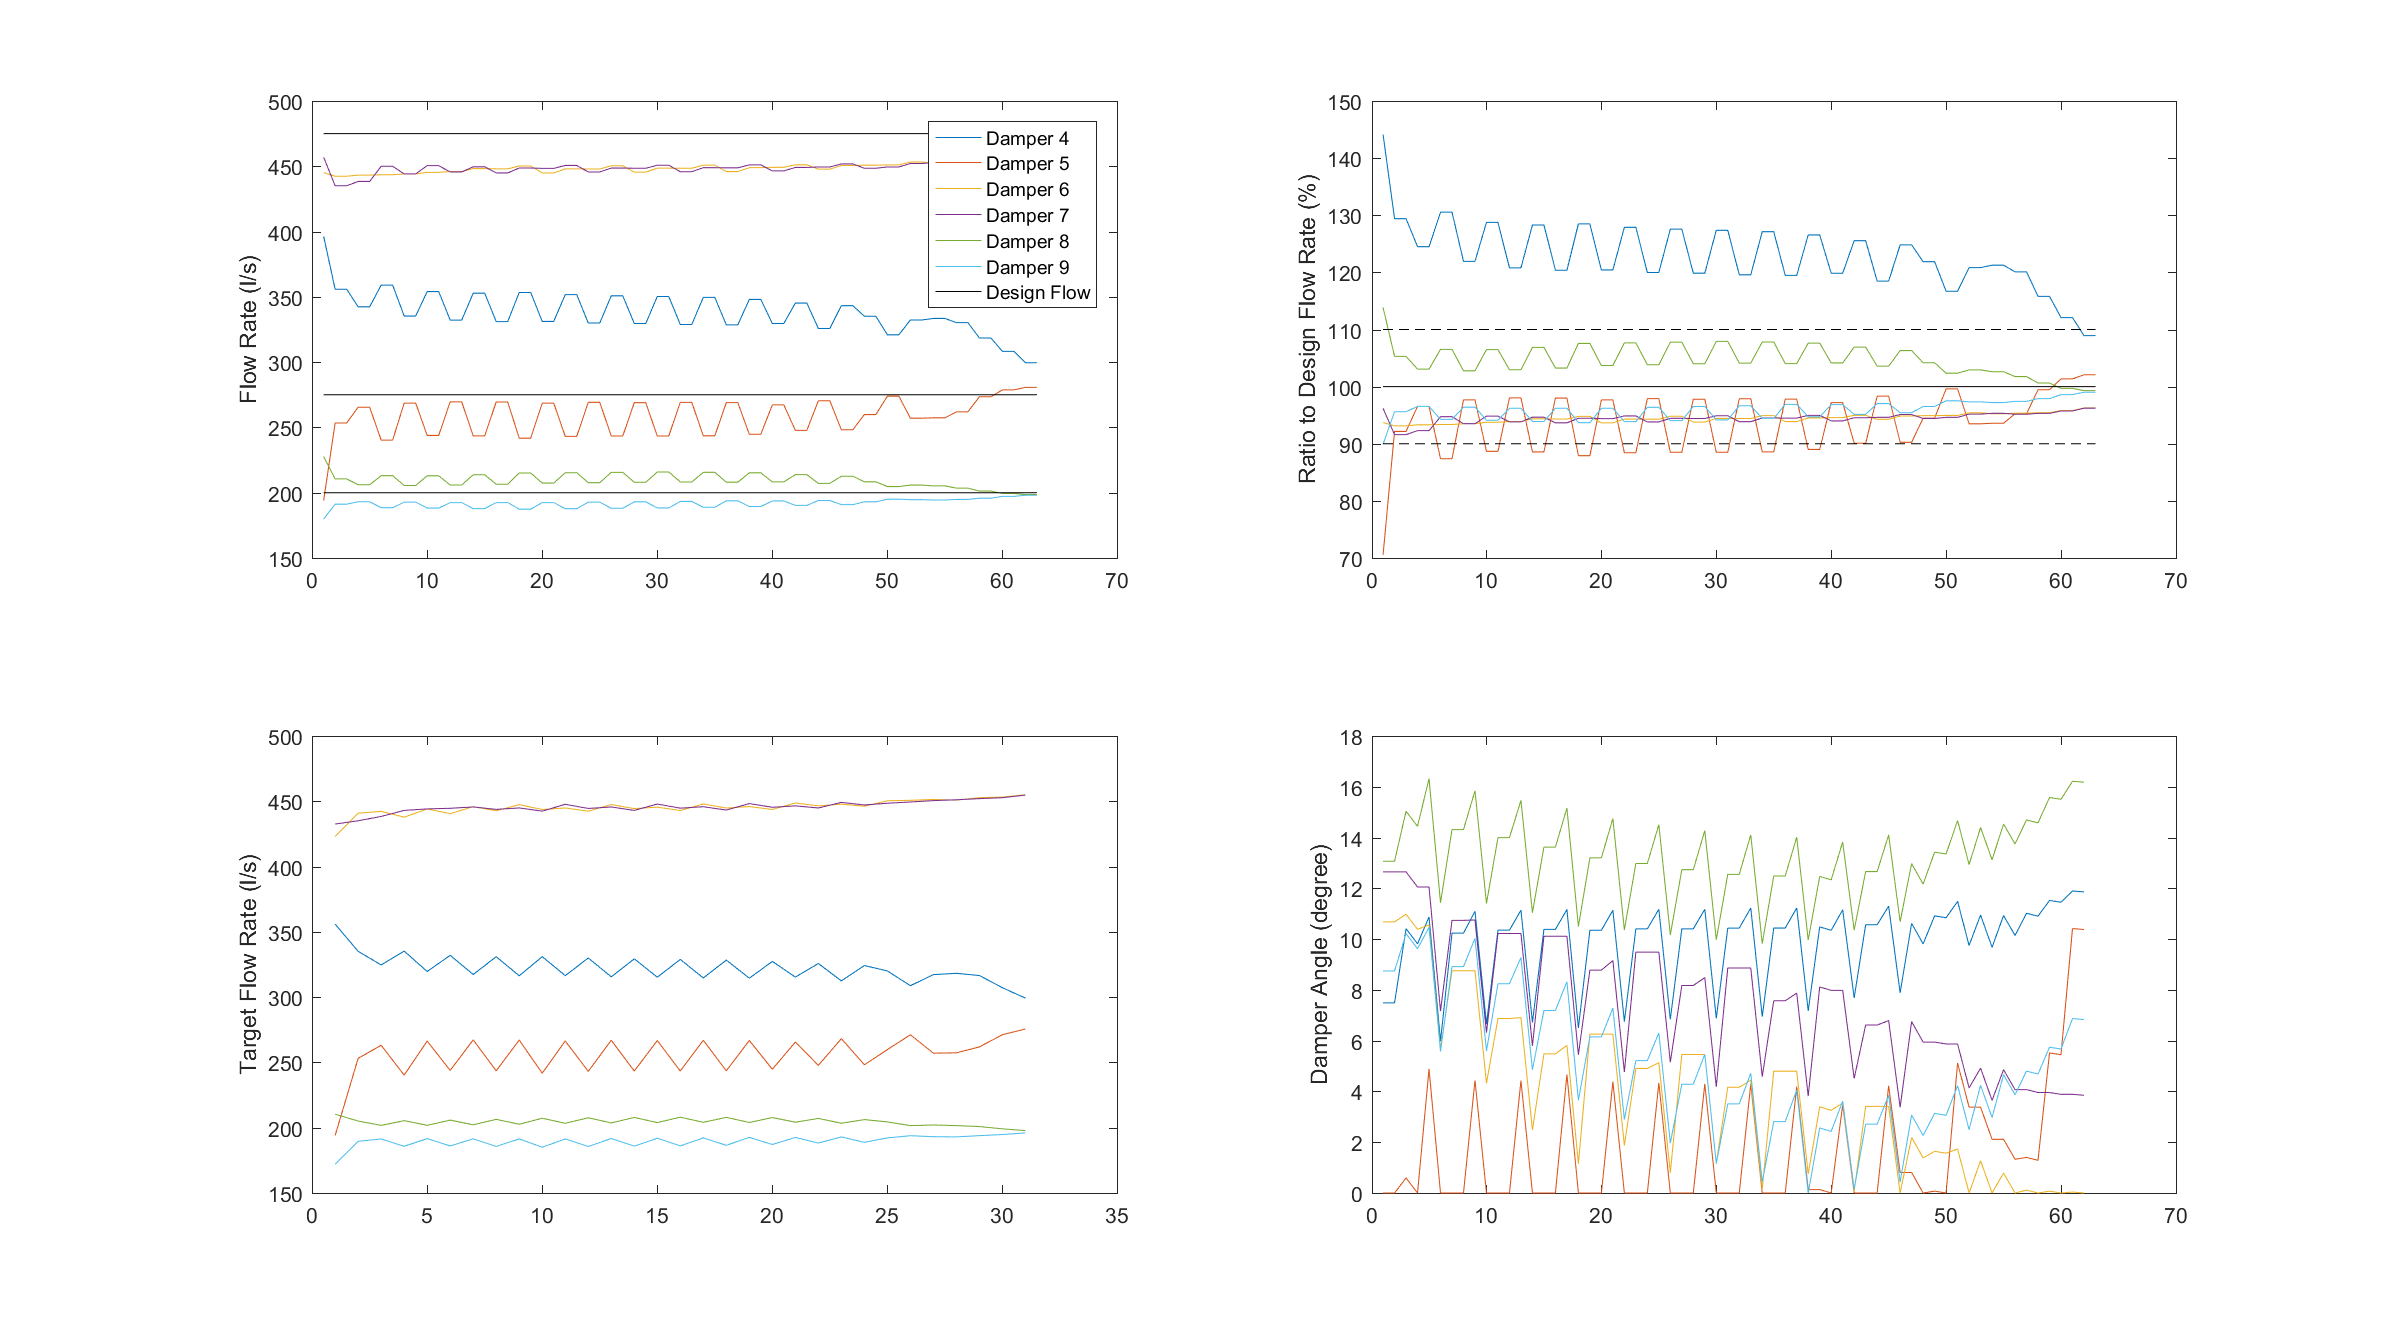 500
450
400
350
300
250
200
150
0 10 20 30 40 50 60 70
Flow Rate (l/s)
Damper 4
Damper 5
Damper 6
Damper 7
Damper 8
Damper 9
Design Flow
150
140
130
120
110
100
90
80
70
0 10 20 30 40 50 60 70
Ratio to Design Flow Rate (%)
500
450
400
350
300
250
200
150
0 5 10 15 20 25 30 35
Target Flow Rate (l/s)
18
16
14
12
10
8
6
4
2
0
0 10 20 30 40 50 60 70
Damper Angle (degree)